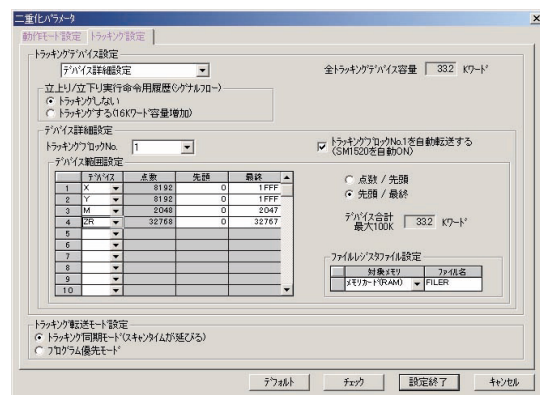 二重化パラメータ
動作モード設定 トラッキング設定
トラッキングデバイス設定
デバイス詳細設定
全トラッキングデバイス容量 33.2 Kワード
立上り/立下り実行命令用履歴(シグナルフロー)
トラッキングしない
トラッキングする(16Kワード容量増加)
デバイス詳細設定
トラッキングブロックNo. 1
トラッキングブロックNo.1を自動転送する
(SM1520を自動ON)
デバイス範囲設定
デバイス 点数 先頭 最終
1 X 8192 0 1FFF
2 Y 8192 0 1FFF
3 M 2048 0 2047
4 ZR 32768 0 32767
5
6
7
8
9
10
点数 / 先頭
先頭 / 最終
デバイス合計 33.2 Kワード
最大100K
ファイルレジスタファイル設定
対象メモリ ファイル名
メモリカード(RAM) FILER
トラッキング転送モード設定
トラッキング同期モード(スキャンタイムが延びる)
プログラム優先モード
デフォルト チェック 設定終了 キャンセル